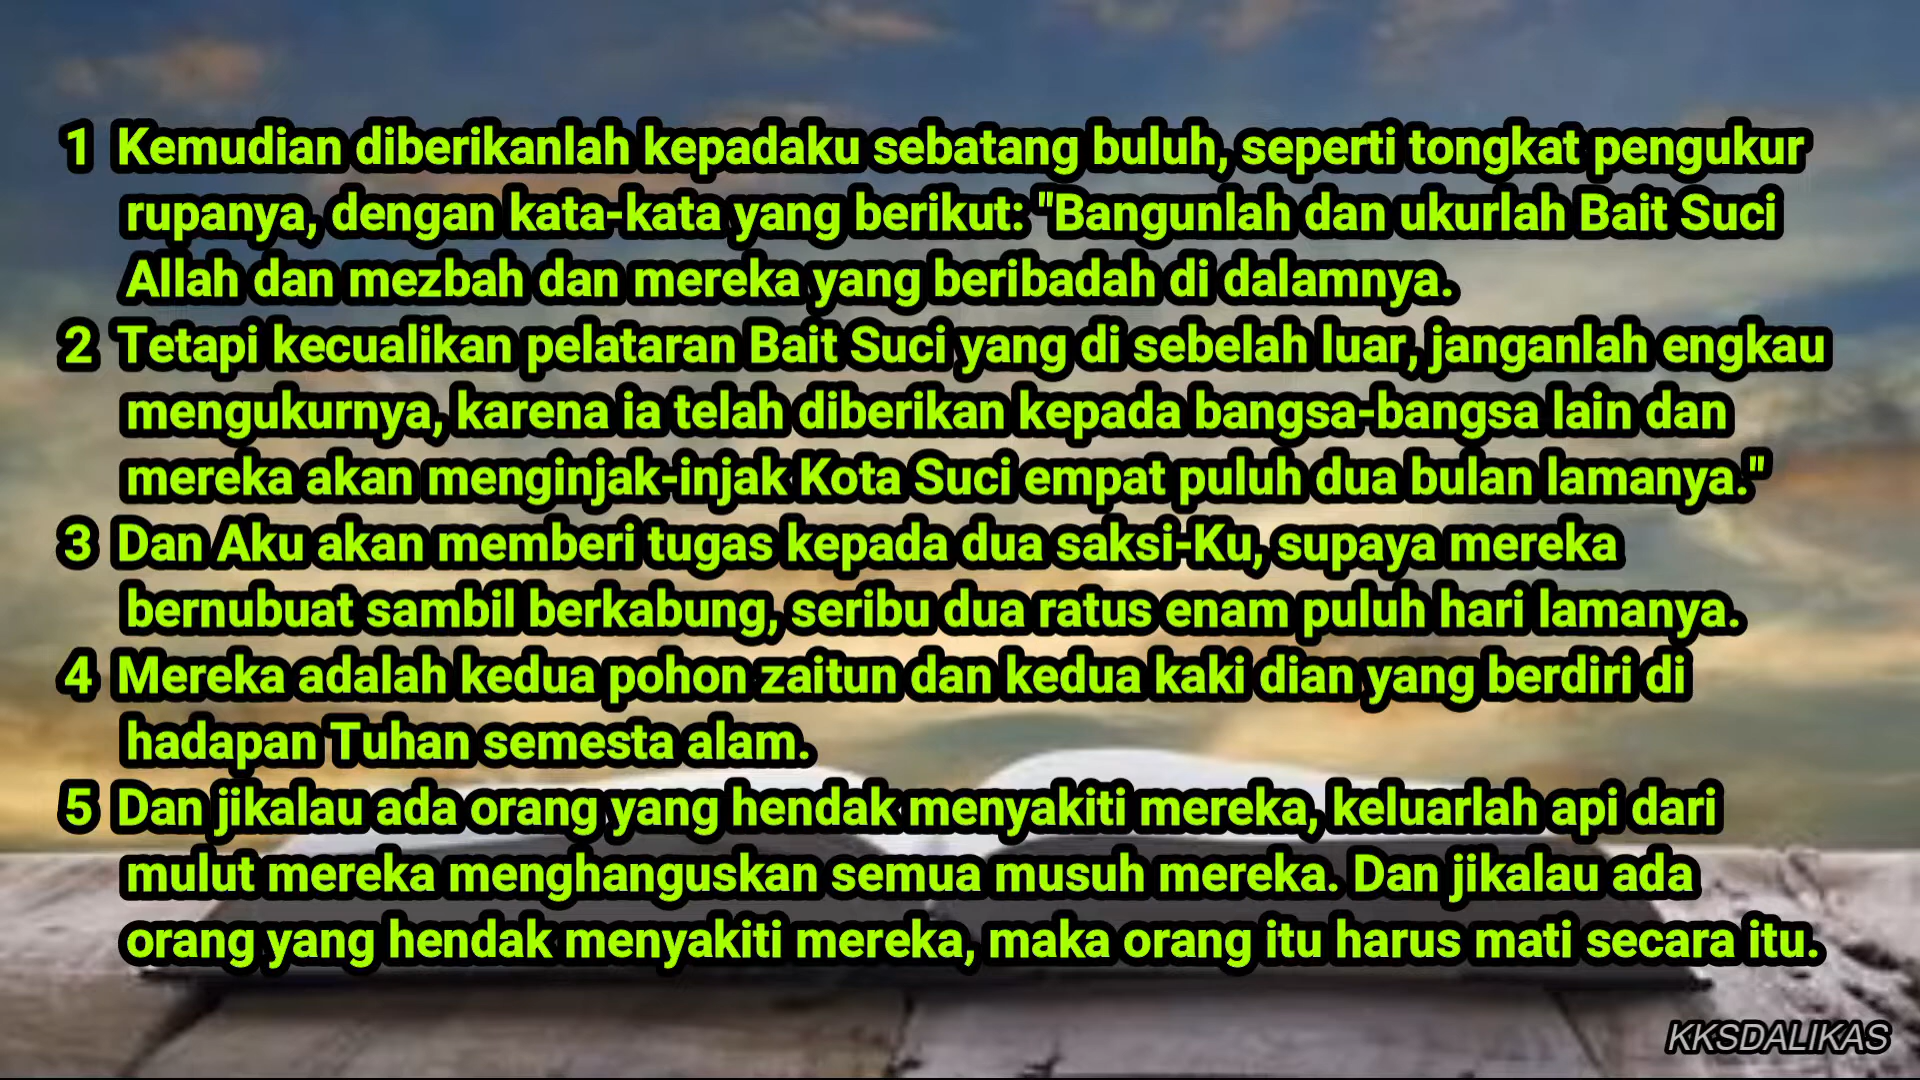 1 Kemudian diberikanlah kepadaku sebatang buluh, seperti tongkat pengukur
rupanya, dengan kata-kata yang berikut: "Bangunlah dan ukurlah Bait Suci
Allah dan mezbah dan mereka yang beribadah di dalamnya.
2 Tetapi kecualikan pelataran Bait Suci yang di sebelah luar, janganlah engkau
mengukurnya, karena ia telah diberikan kepada bangsa-bangsa lain dan
mereka akan menginjak-injak Kota Suci empat puluh dua bulan lamanya."
3 Dan Aku akan memberi tugas kepada dua saksi-Ku, supaya mereka
bernubuat sambil berkabung, seribu dua ratus enam puluh hari lamanya.
4 Mereka adalah kedua pohon zaitun dan kedua kaki dian yang berdiri di
hadapan Tuhan semesta alam.
5 Dan jikalau ada orang yang hendak menyakiti mereka, keluarlah api dari
mulut mereka menghanguskan semua musuh mereka. Dan jikalau ada
orang yang hendak menyakiti mereka, maka orang itu harus mati secara itu.
KKSDALIKAS